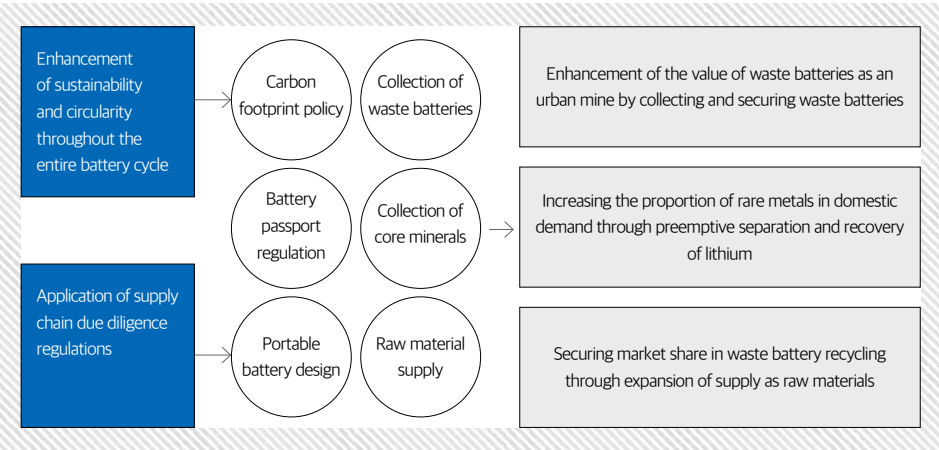 Enhancement
of sustainability
and circularity
throughout the
entire battery cycle
Application of supply
chain due diligence
regulations
Carbon
footprint policy
Collection of
waste batteries
Battery
passport
regulation
Collection of
core minerals
Portable
battery design
Raw material
supply
Enhancement of the value of waste batteries as an
urban mine by collecting and securing waste batteries
Increasing the proportion of rare metals in domestic
demand through preemptive separation and recovery
of lithium
Securing market share in waste battery recycling
through expansion of supply as raw materials